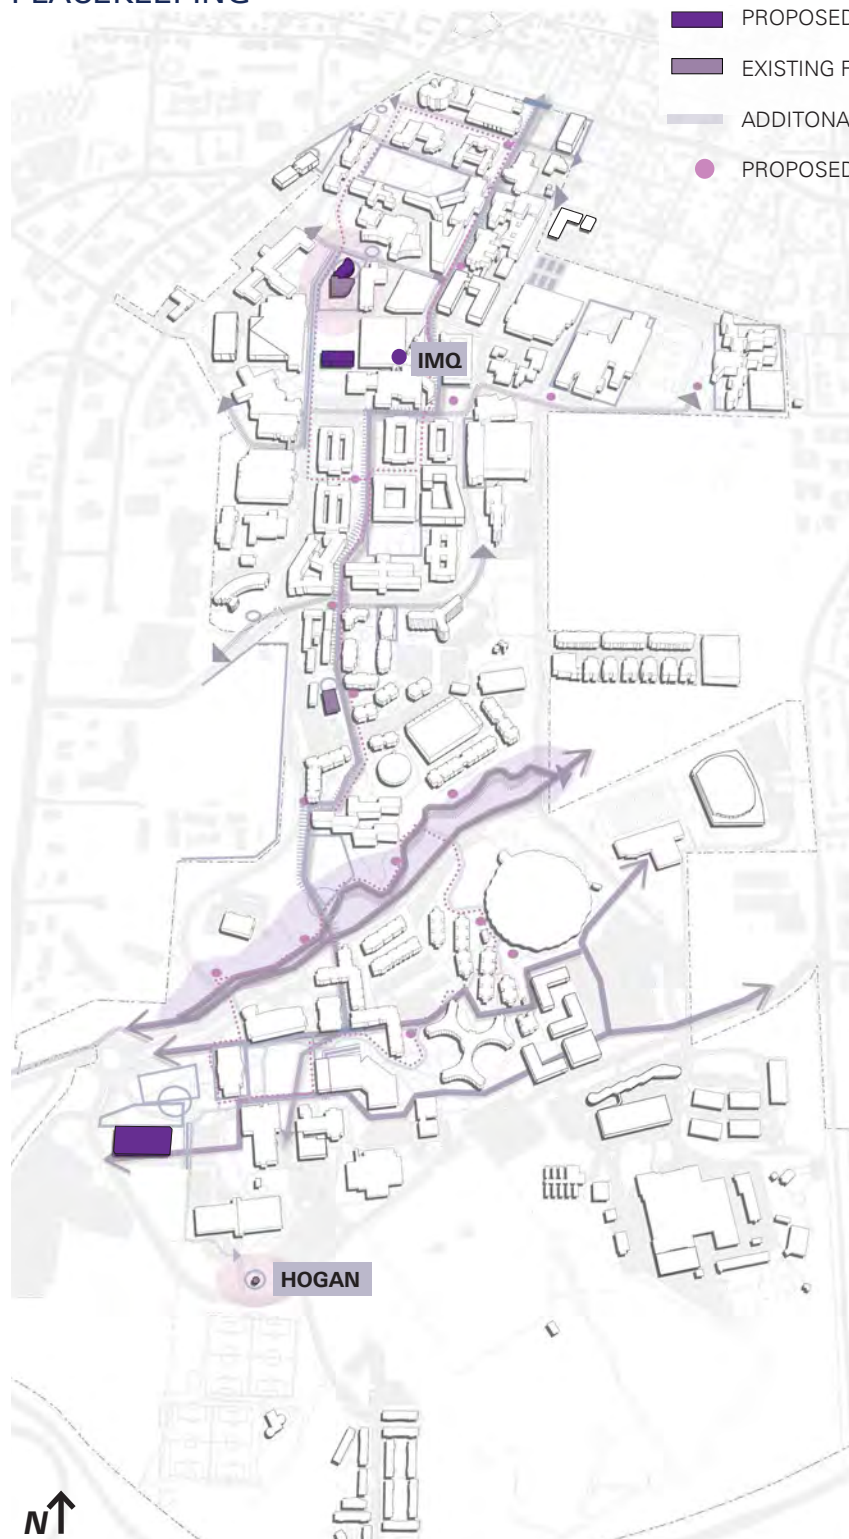 PLACEKEEPING
PROPOSED
EXISTING
ADDITONA
PROPOSED
IMQ
HOGAN
N